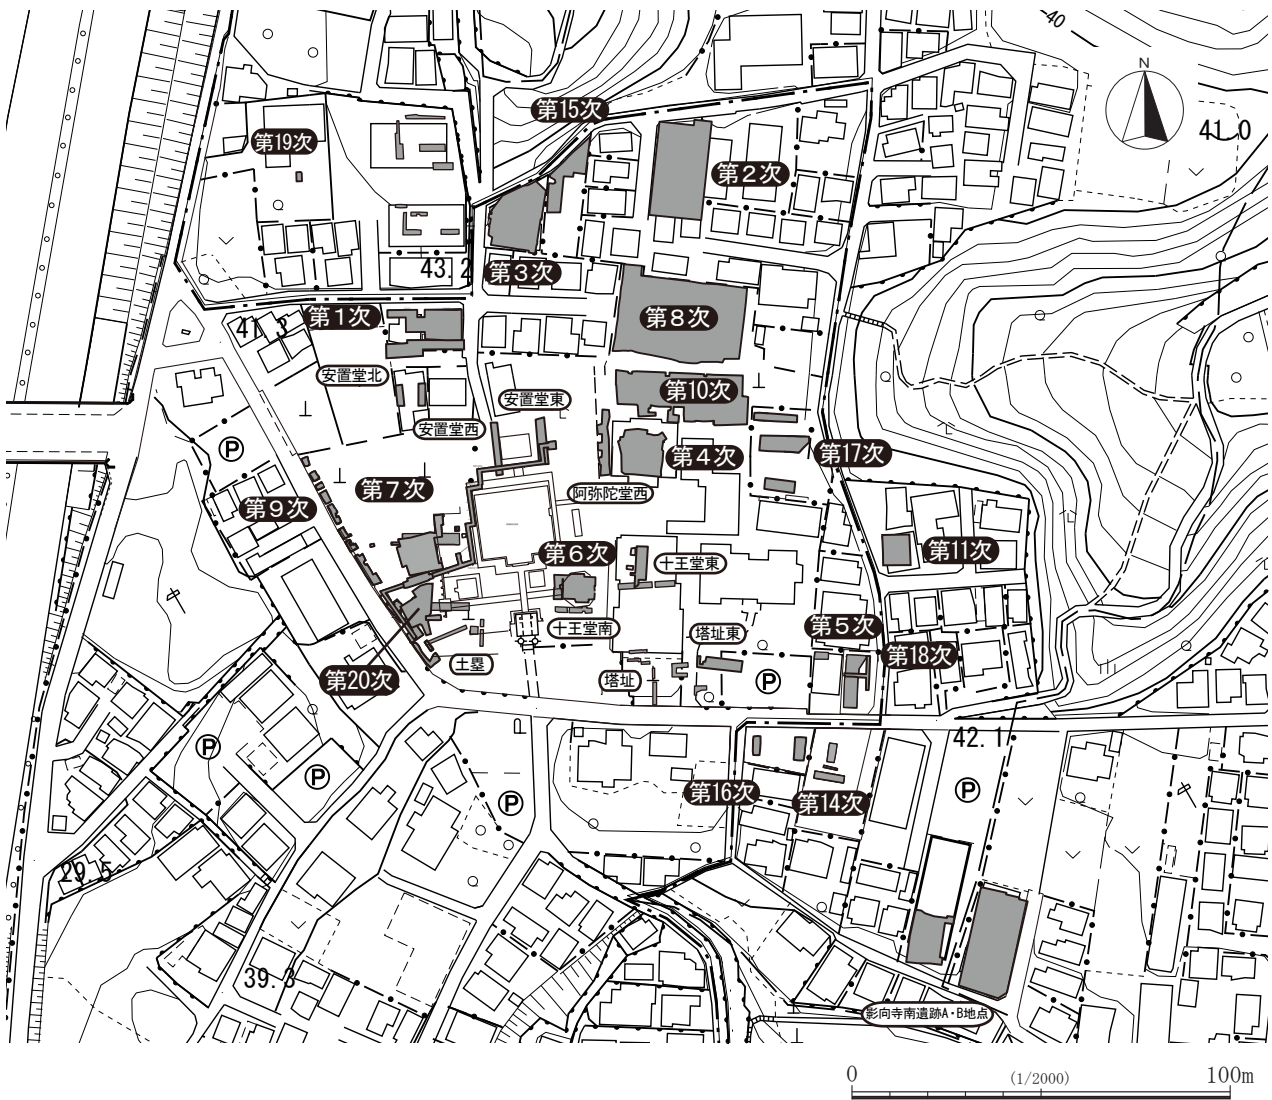 40
N
第15次
41.0
第19次
第2次
43.2
第3次
第1次
47.3
第8次
安置堂北
第10次
安置堂東
安置堂西
P
第4次
第17次
第7次
阿弥陀堂西
第9次
第6次
第11次
十王堂東
十王堂南
塔址東
第5次
第18次
土塁
塔址
P
第20次
42.1
P
P
P
P
第16次
第14次
29.5
39.3
影向寺南遺跡A・B地点
0
(1/2000)
100m